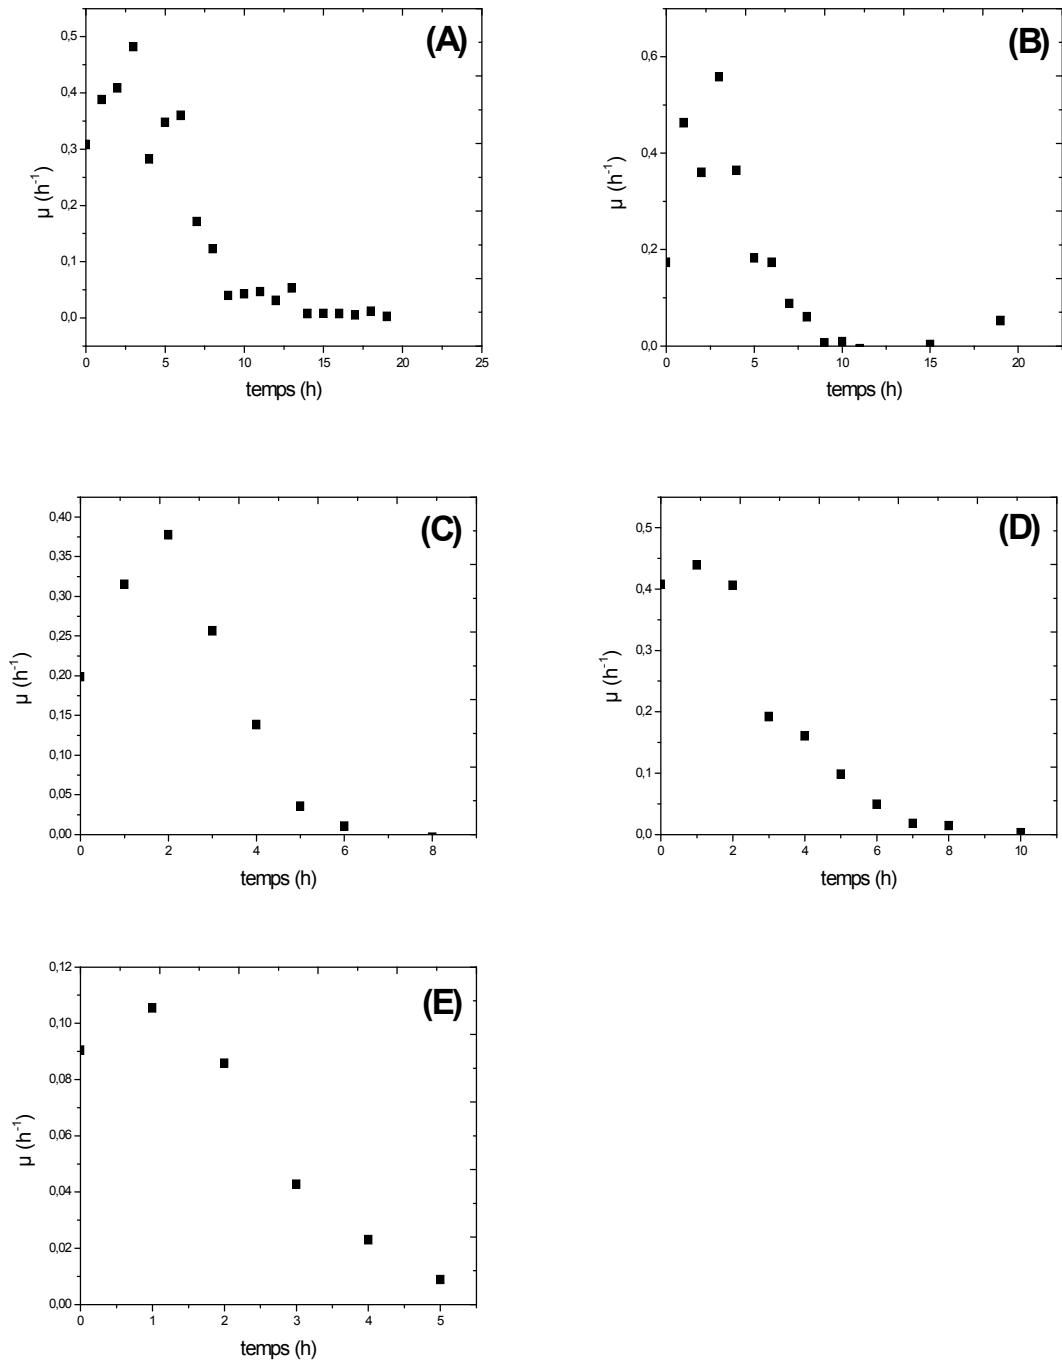 (A)
μ (h⁻¹)
0,5
0,4
0,3
0,2
0,1
0,0
0 5 10 15 20 25
temps (h)
(B)
μ (h⁻¹)
0,6
0,4
0,2
0,0
0 5 10 15 20
temps (h)
(C)
μ (h⁻¹)
0,40
0,35
0,30
0,25
0,20
0,15
0,10
0,05
0,00
0 2 4 6 8
temps (h)
(D)
μ (h⁻¹)
0,5
0,4
0,3
0,2
0,1
0,0
0 2 4 6 8 10
temps (h)
(E)
μ (h⁻¹)
0,12
0,10
0,08
0,06
0,04
0,02
0,00
0 1 2 3 4 5
temps (h)